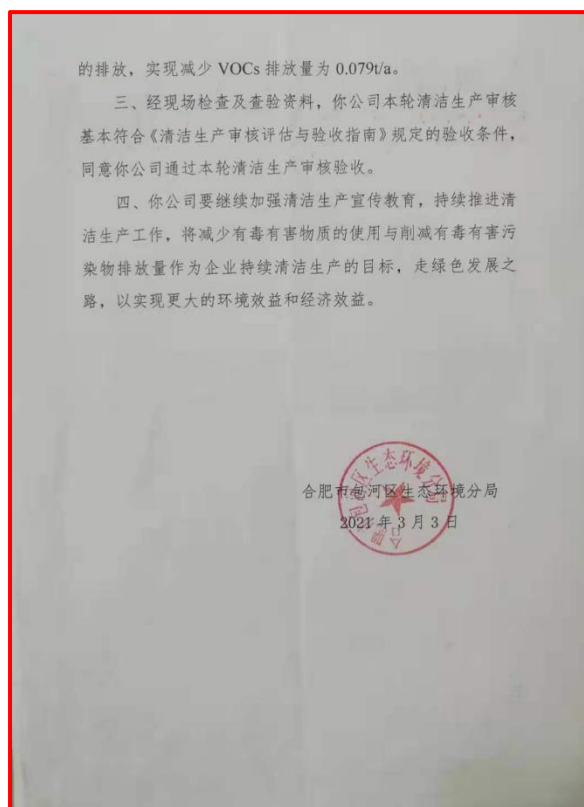 的排放，实现减少 VOCs 排放量为 0.079t/a。
三、经现场检查及查验资料，你公司本轮清洁生产审核
基本符合《清洁生产审核评估与验收指南》规定的验收条件，
同意你公司通过本轮清洁生产审核验收。
四、你公司要继续加强清洁生产宣传教育，持续推进清
洁生产工作，将减少有毒有害物质的使用与削减有毒有害污
染物排放量作为企业持续清洁生产的目标，走绿色发展之
路，以实现更大的环境效益和经济效益。
合肥市包河区生态环境分局
2021 年 3 月 3 日